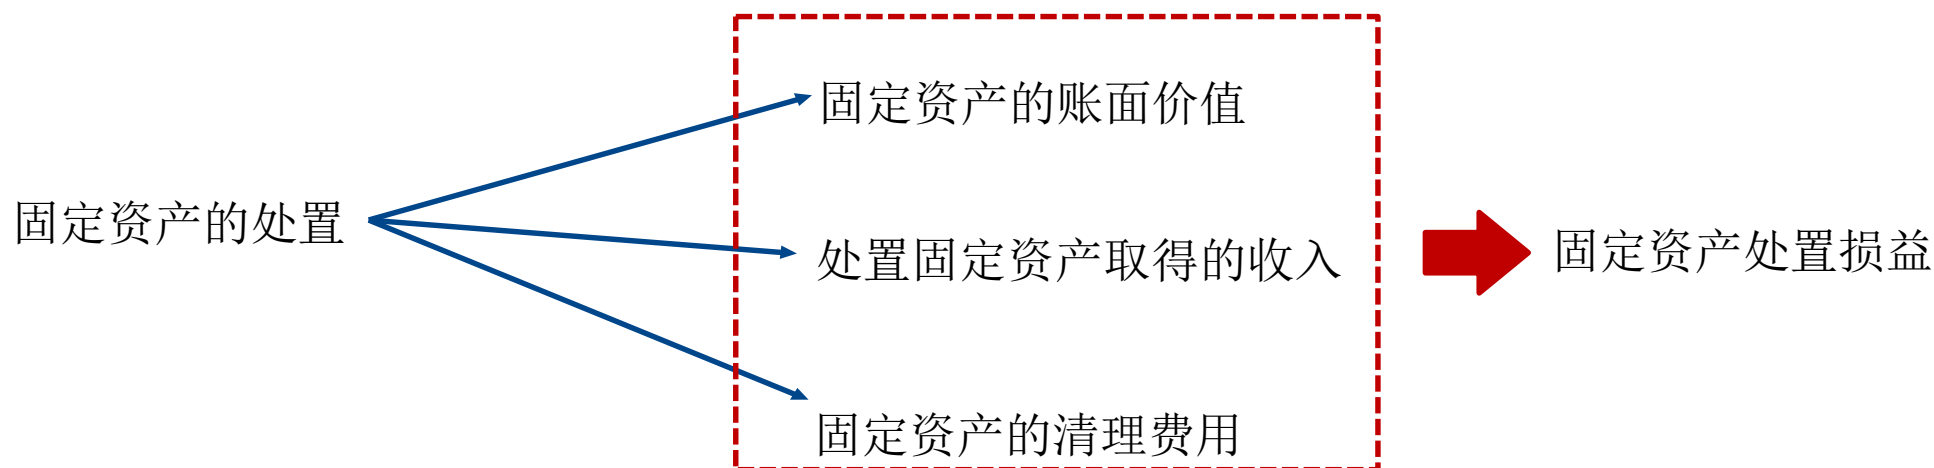 固定资产的处置
固定资产的账面价值
处置固定资产取得的收入
固定资产的清理费用
固定资产处置损益